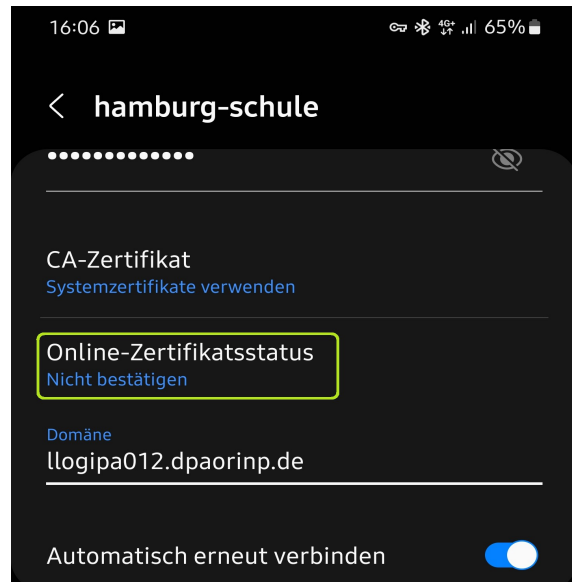 16:06
4G+ 65%
hamburg-schule
•••••••••••••
CA-Zertifikat
Systemzertifikate verwenden
Online-Zertifikatsstatus
Nicht bestätigen
Domäne
llogipa012.dpaorinp.de
Automatisch erneut verbinden